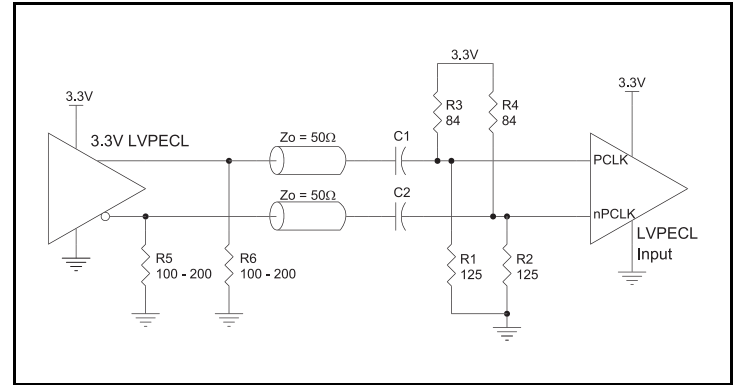 3.3V
3.3V
3.3V
R3
84
R4
84
3.3V LVPECL
Zo = 50Ω
C1
PCLK
Zo = 50Ω
C2
nPCLK
LVPECL
Input
R5
100 - 200
R6
100 - 200
R1
125
R2
125